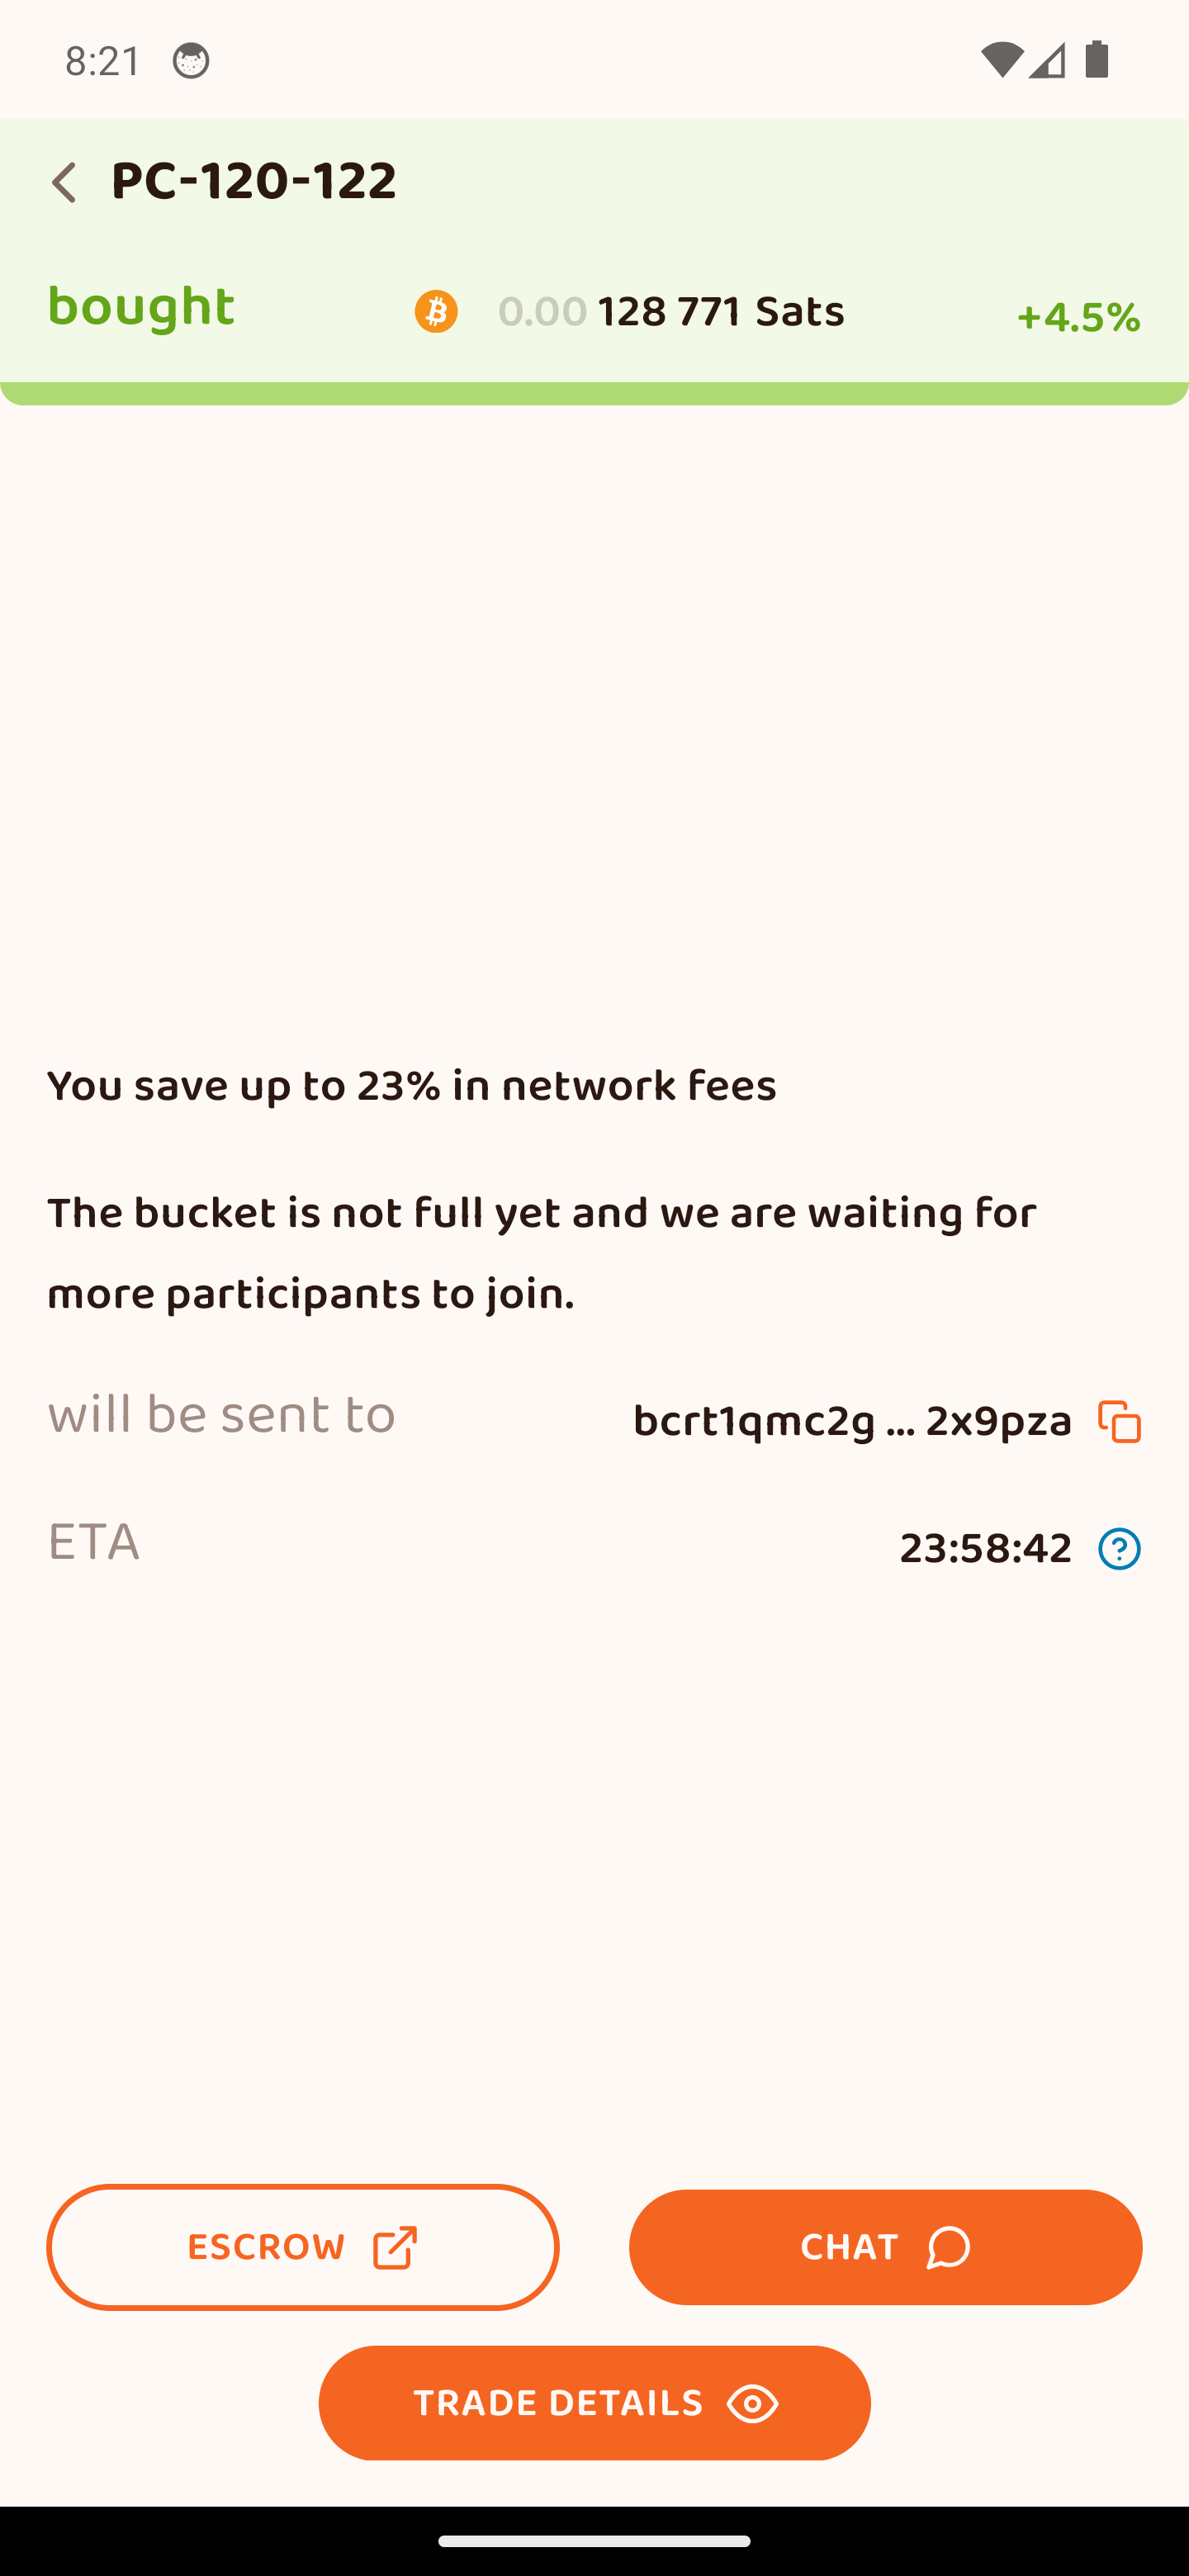 8:21
PC-120-122
bought 0.00 128 771 Sats +4.5%
You save up to 23% in network fees
The bucket is not full yet and we are waiting for
more participants to join.
will be sent to bcrt1qmc2g ... 2x9pza
ETA 23:58:42
ESCROW CHAT
TRADE DETAILS